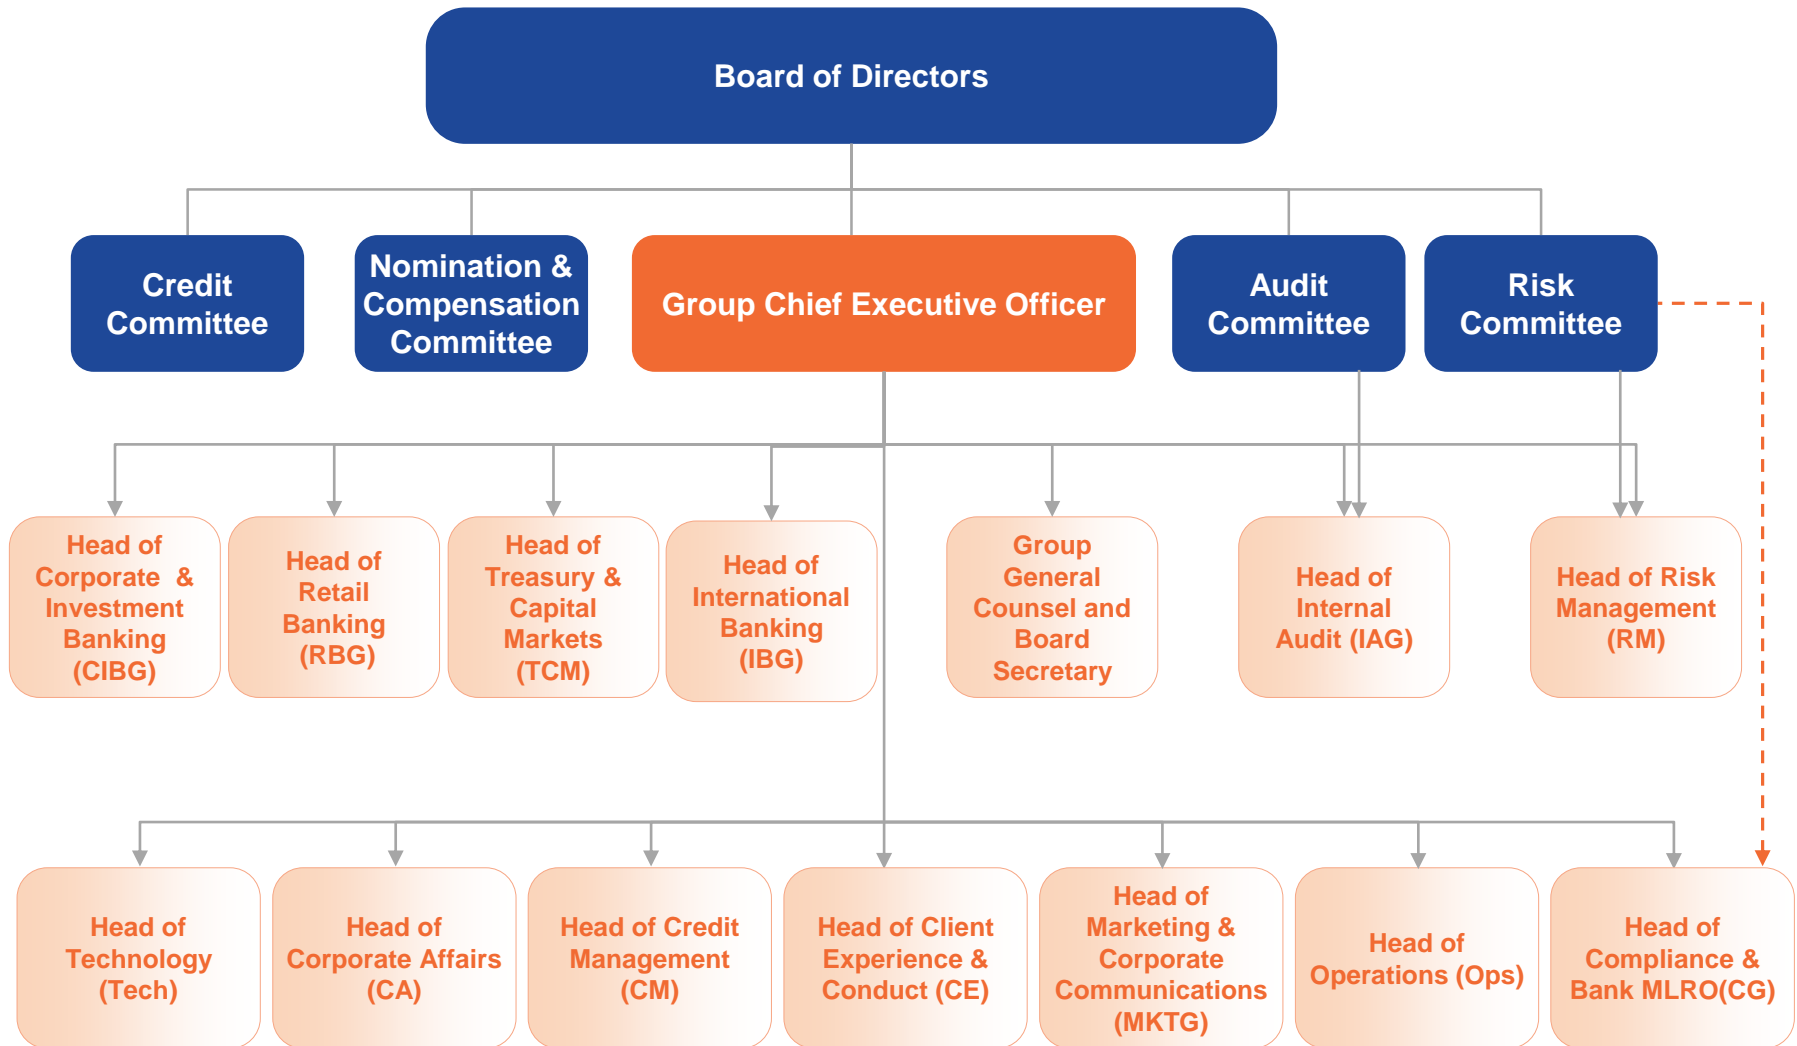 Board of Directors
Credit
Committee
Nomination &
Compensation
Committee
Group Chief Executive Officer
Audit
Committee
Risk
Committee
Head of
Corporate  &
Investment
Banking
(CIBG)
Head of
Retail
Banking
(RBG)
Head of
Treasury &
Capital
Markets
(TCM)
Head of
International
Banking
(IBG)
Group
General
Counsel and
Board
Secretary
Head of
Internal
Audit (IAG)
Head of Risk
Management
(RM)
Head of
Technology
(Tech)
Head of
Corporate Affairs
(CA)
Head of Credit
Management
(CM)
Head of Client
Experience &
Conduct (CE)
Head of
Marketing &
Corporate
Communications
(MKTG)
Head of
Operations (Ops)
Head of
Compliance &
Bank MLRO(CG)